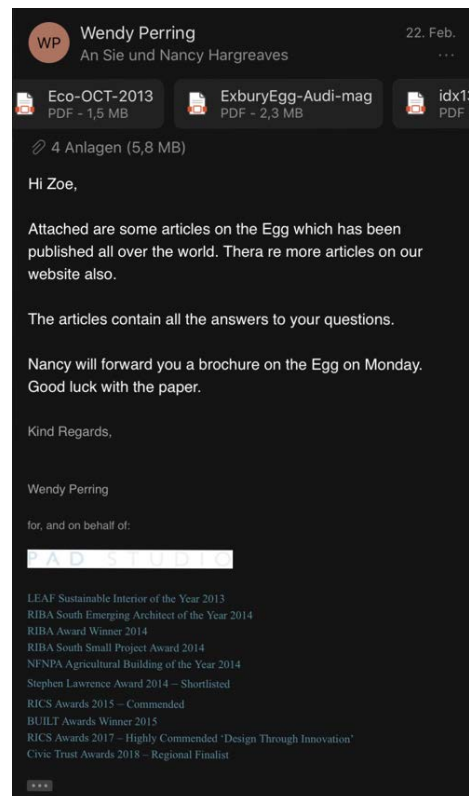 WP
Wendy Perring
22. Feb.
An Sie und Nancy Hargreaves
...
Eco-OCT-2013
PDF - 1,5 MB
ExburyEgg-Audi-mag
PDF - 2,3 MB
idx13
PDF
4 Anlagen (5,8 MB)
Hi Zoe,
Attached are some articles on the Egg which has been
published all over the world. Thera re more articles on our
website also.
The articles contain all the answers to your questions.
Nancy will forward you a brochure on the Egg on Monday.
Good luck with the paper.
Kind Regards,
Wendy Perring
for, and on behalf of:
PAD STUDIO
LEAF Sustainable Interior of the Year 2013
RIBA South Emerging Architect of the Year 2014
RIBA Award Winner 2014
RIBA South Small Project Award 2014
NFNPA Agricultural Building of the Year 2014
Stephen Lawrence Award 2014 – Shortlisted
RICS Awards 2015 – Commended
BUILT Awards Winner 2015
RICS Awards 2017 – Highly Commended ‘Design Through Innovation’
Civic Trust Awards 2018 – Regional Finalist
...